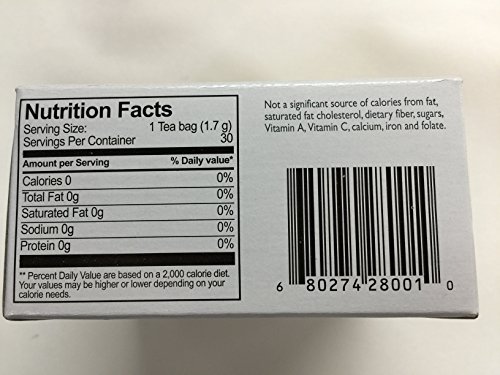 Nutrition Facts
Serving Size: 1 Tea bag (1.7 g)
Servings Per Container 30
Amount per Serving % Daily value*
Calories 0 0%
Total Fat 0g 0%
Saturated Fat 0g 0%
Sodium 0g 0%
Protein 0g 0%
** Percent Daily Value are based on a 2,000 calorie diet.
Your values may be higher or lower depending on your
calorie needs.
Not a significant source of calories from fat,
saturated fat cholesterol, dietary fiber, sugars,
Vitamin A, Vitamin C, calcium, iron and folate.
6 80274 28001 0